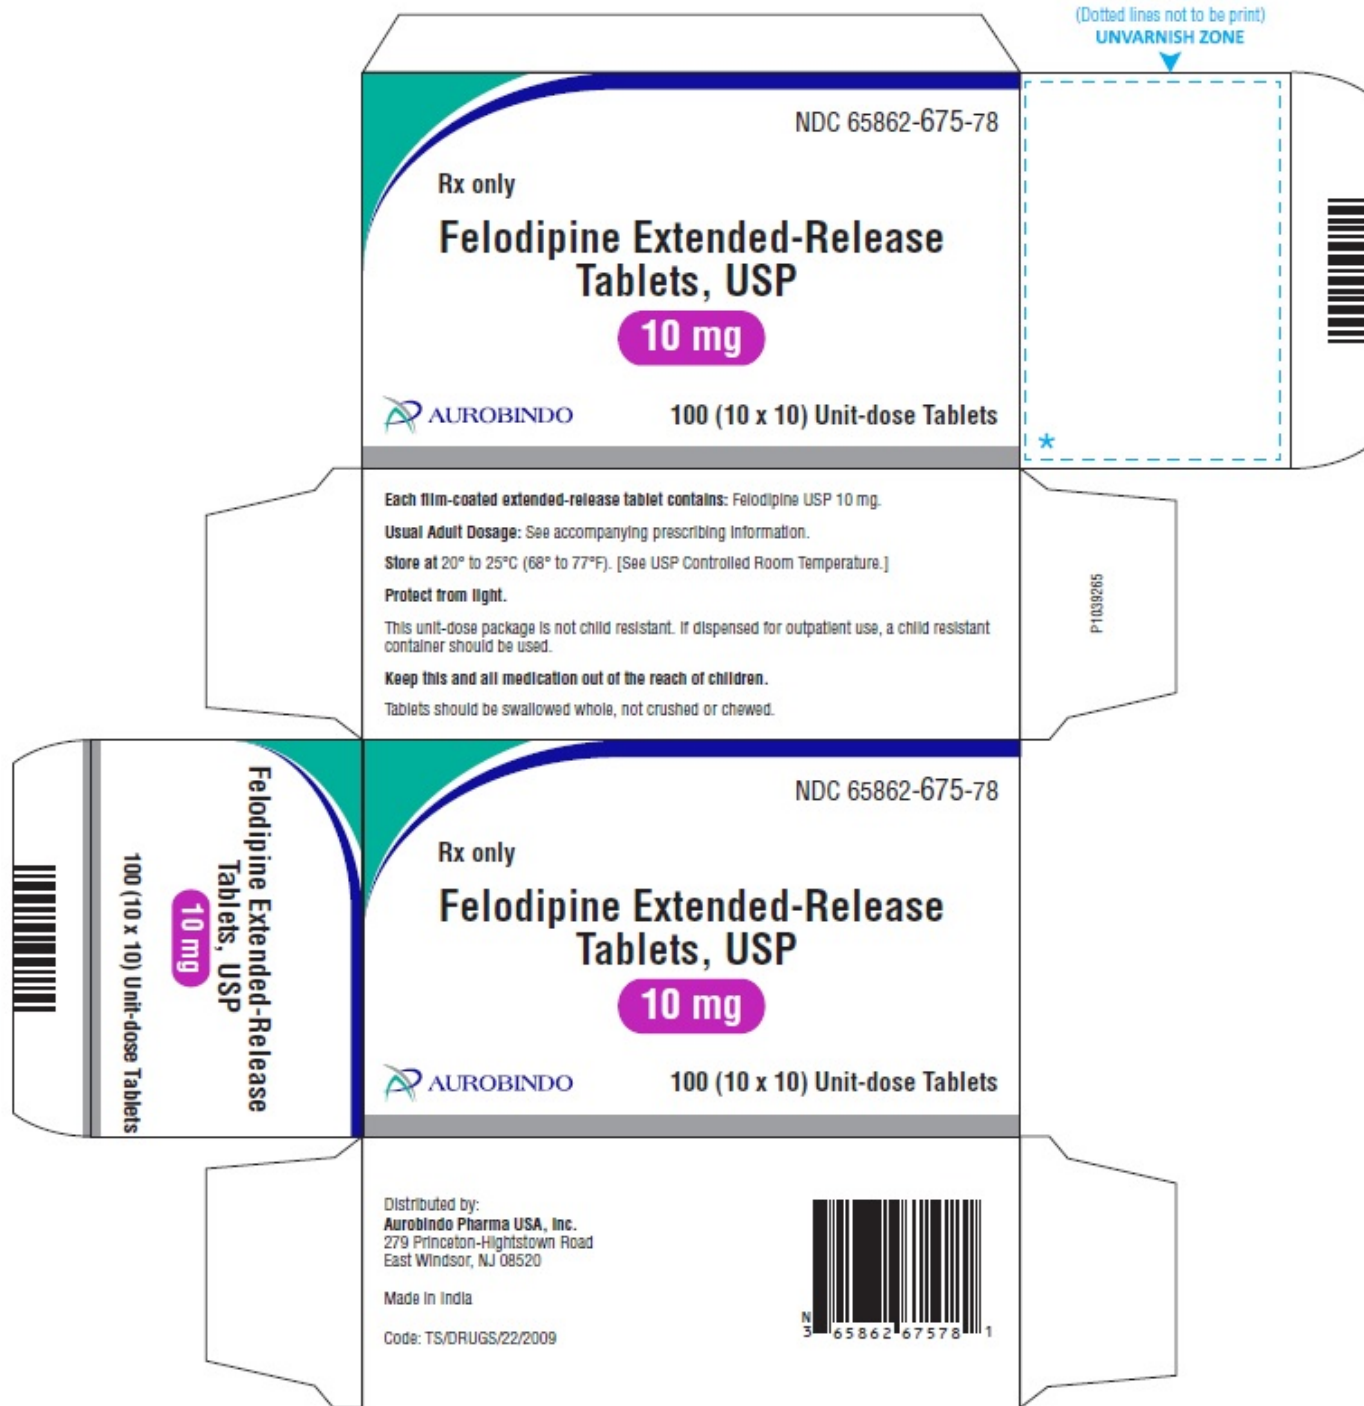 (Dotted lines not to be print)
UNVARNISH ZONE
NDC 65862-675-78
Rx only
Felodipine Extended-Release
Tablets, USP
10 mg
AUROBINDO
100 (10 x 10) Unit-dose Tablets
*
Each film-coated extended-release tablet contains: Felodipine USP 10 mg.
Usual Adult Dosage: See accompanying prescribing information.
Store at 20° to 25°C (68° to 77°F). [See USP Controlled Room Temperature.]
Protect from light.
This unit-dose package is not child resistant. If dispensed for outpatient use, a child resistant
container should be used.
Keep this and all medication out of the reach of children.
Tablets should be swallowed whole, not crushed or chewed.
P1039265
Felodipine Extended-Release
Tablets, USP
10 mg
100 (10 x 10) Unit-dose Tablets
NDC 65862-675-78
Rx only
Felodipine Extended-Release
Tablets, USP
10 mg
AUROBINDO
100 (10 x 10) Unit-dose Tablets
Distributed by:
Aurobindo Pharma USA, Inc.
279 Princeton-Hightstown Road
East Windsor, NJ 08520
Made in India
Code: TS/DRUGS/22/2009
N
3 65862 67578 1